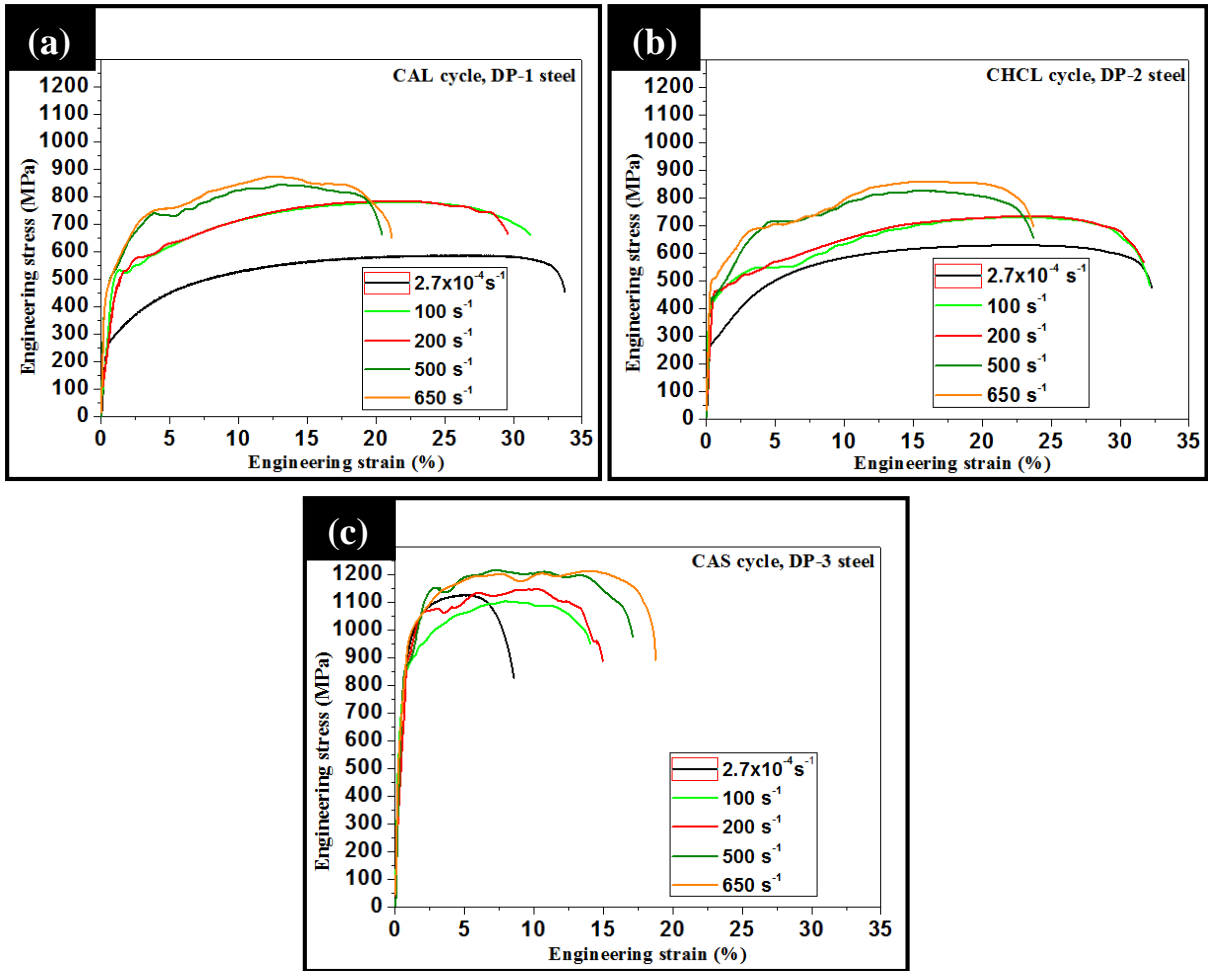 (a)
CAL cycle, DP-1 steel
Engineering stress (MPa)
1200
1100
1000
900
800
700
600
500
400
300
200
100
0
2.7x10⁻⁴ s⁻¹
100 s⁻¹
200 s⁻¹
500 s⁻¹
650 s⁻¹
0 5 10 15 20 25 30 35
Engineering strain (%)
(b)
CHCL cycle, DP-2 steel
Engineering stress (MPa)
1200
1100
1000
900
800
700
600
500
400
300
200
100
0
2.7x10⁻⁴ s⁻¹
100 s⁻¹
200 s⁻¹
500 s⁻¹
650 s⁻¹
0 5 10 15 20 25 30 35
Engineering strain (%)
(c)
CAS cycle, DP-3 steel
Engineering stress (MPa)
1200
1100
1000
900
800
700
600
500
400
300
200
100
0
2.7x10⁻⁴ s⁻¹
100 s⁻¹
200 s⁻¹
500 s⁻¹
650 s⁻¹
0 5 10 15 20 25 30 35
Engineering strain (%)